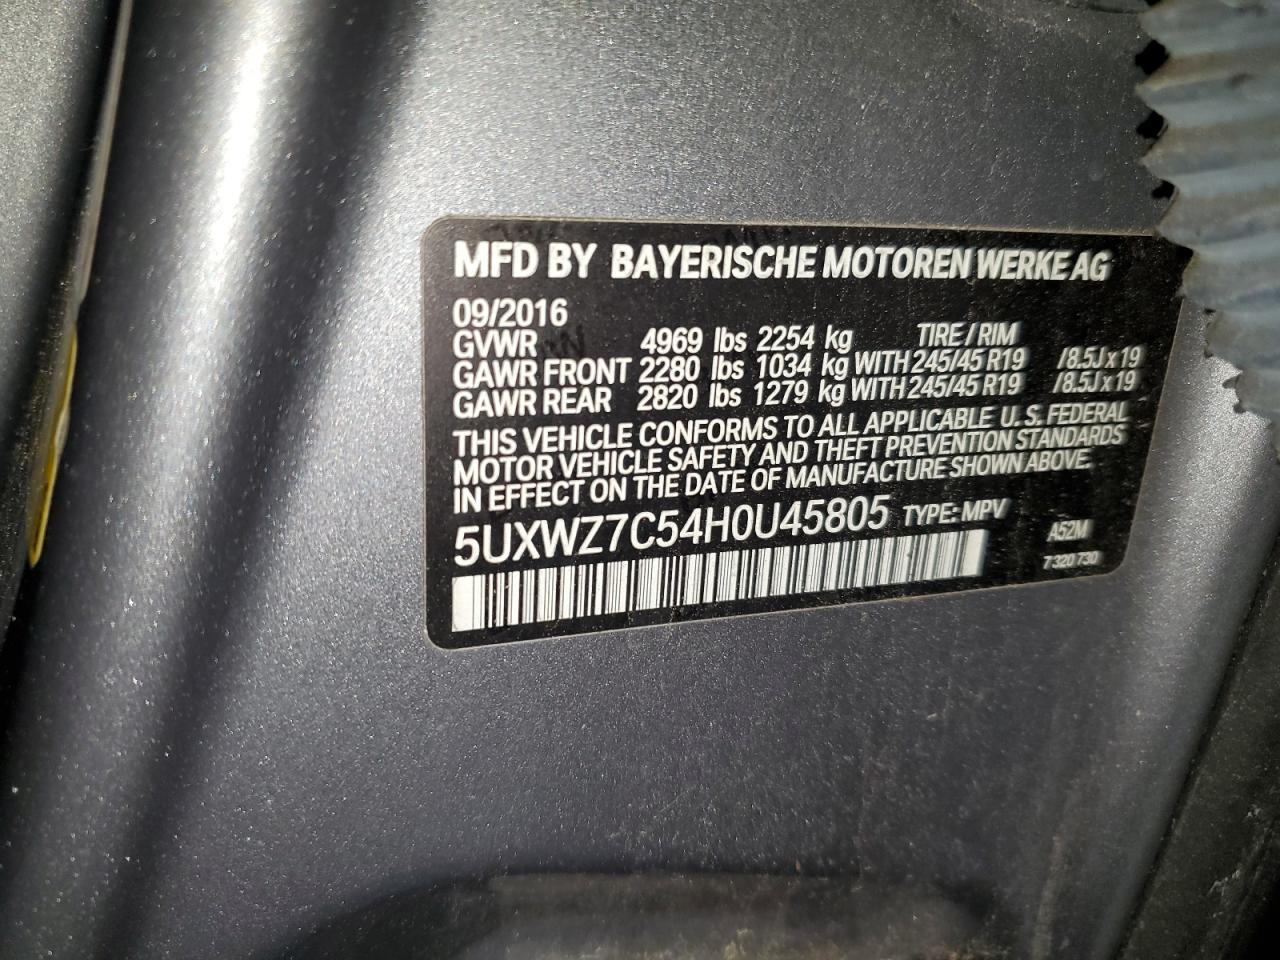 MFD BY BAYERISCHE MOTOREN WERKE AG
09/2016
GVWR 4969 lbs 2254 kg TIRE / RIM
GAWR FRONT 2280 lbs 1034 kg WITH 245/45 R19 /8.5J x 19
GAWR REAR 2820 lbs 1279 kg WITH 245/45 R19 /8.5J x 19
THIS VEHICLE CONFORMS TO ALL APPLICABLE U.S. FEDERAL
MOTOR VEHICLE SAFETY AND THEFT PREVENTION STANDARDS
IN EFFECT ON THE DATE OF MANUFACTURE SHOWN ABOVE.
5UXWZ7C54H0U45805 TYPE: MPV
A52M
7 320 730